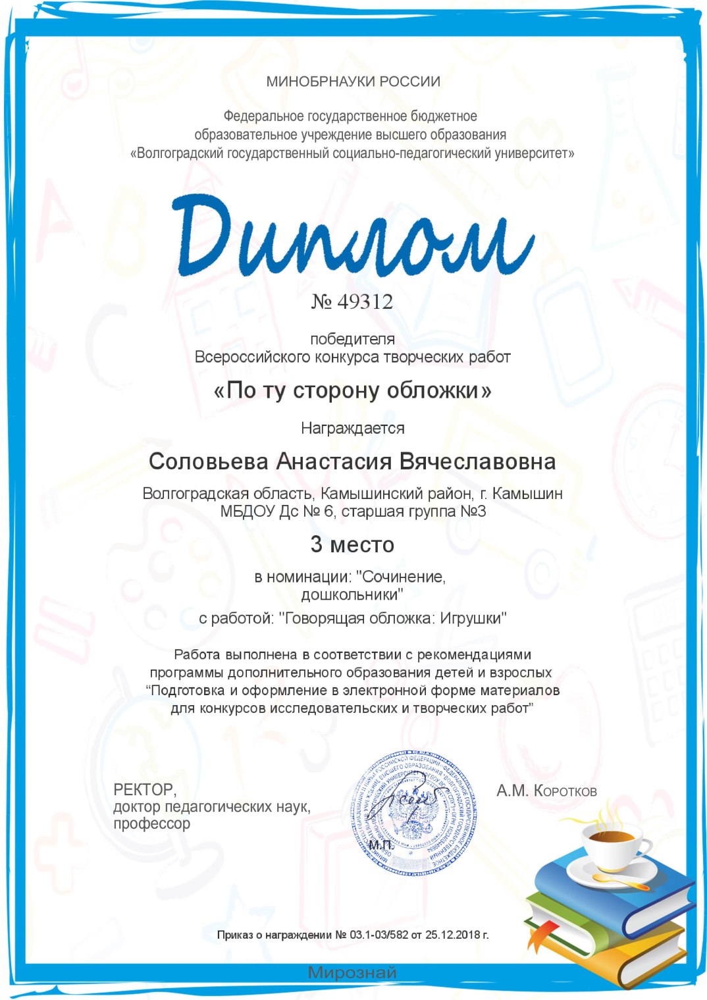 МИНОБРНАУКИ РОССИИ
Федеральное государственное бюджетное
образовательное учреждение высшего образования
«Волгоградский государственный социально-педагогический университет»
Диплом
№ 49312
победителя
Всероссийского конкурса творческих работ
«По ту сторону обложки»
Награждается
Соловьева Анастасия Вячеславовна
Волгоградская область, Камышинский район, г. Камышин
МБДОУ Дс № 6, старшая группа №3
3 место
в номинации: "Сочинение,
дошкольники"
с работой: "Говорящая обложка: Игрушки"
Работа выполнена в соответствии с рекомендациями
программы дополнительного образования детей и взрослых
“Подготовка и оформление в электронной форме материалов
для конкурсов исследовательских и творческих работ”
РЕКТОР,
доктор педагогических наук,
профессор
М.П.
А.М. Коротков
Приказ о награждении № 03.1-03/582 от 25.12.2018 г.
Мирознай